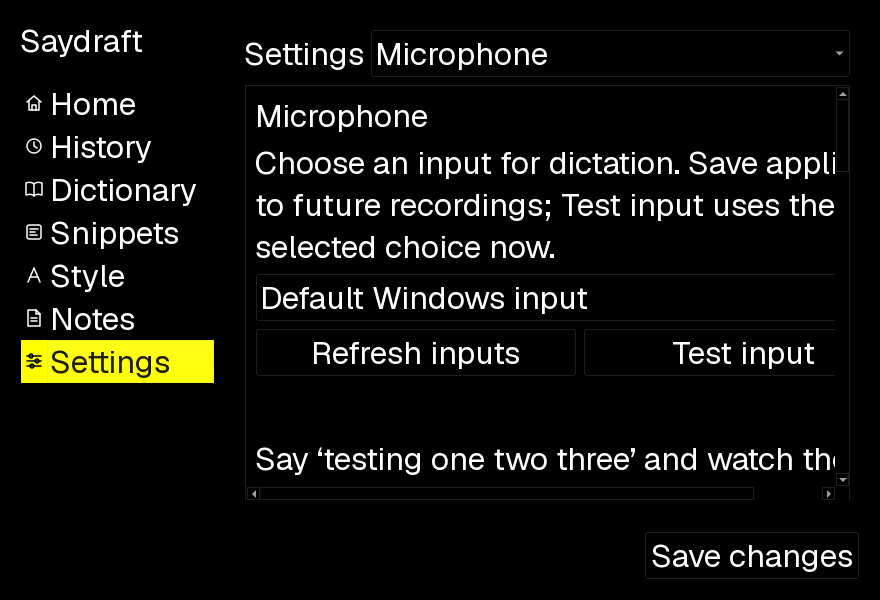 Saydraft
Home
History
Dictionary
Snippets
Style
Notes
Settings
Settings Microphone
Microphone
Choose an input for dictation. Save appli
to future recordings; Test input uses the
selected choice now.
Default Windows input
Refresh inputs Test input
Say ‘testing one two three’ and watch the
Save changes